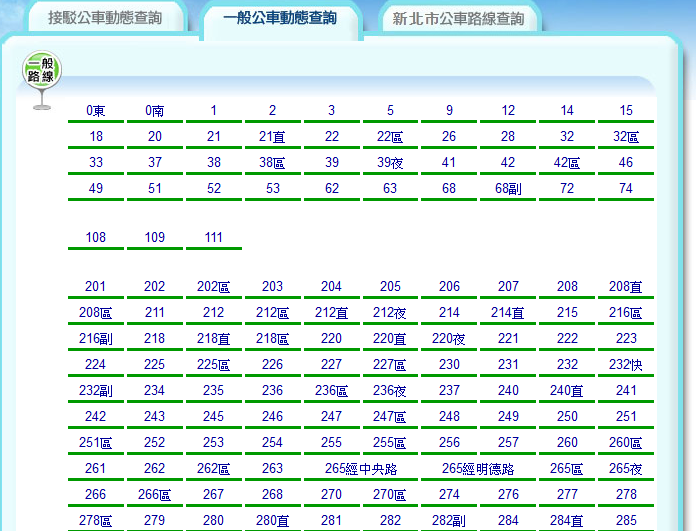 接駁公車動態查詢 一般公車動態查詢 新北市公車路線查詢
一般
路線
0東 0南 1 2 3 5 9 12 14 15
18 20 21 21直 22 22區 26 28 32 32區
33 37 38 38區 39 39夜 41 42 42區 46
49 51 52 53 62 63 68 68副 72 74
108 109 111
201 202 202區 203 204 205 206 207 208 208直
208區 211 212 212區 212直 212夜 214 214直 215 216區
216副 218 218直 218區 220 220直 220夜 221 222 223
224 225 225區 226 227 227區 230 231 232 232快
232副 234 235 236 236區 236夜 237 240 240直 241
242 243 245 246 247 247區 248 249 250 251
251區 252 253 254 255 255區 256 257 260 260區
261 262 262區 263 265經中央路 265經明德路 265區 265夜
266 266區 267 268 270 270區 274 276 277 278
278區 279 280 280直 281 282 282副 284 284直 285